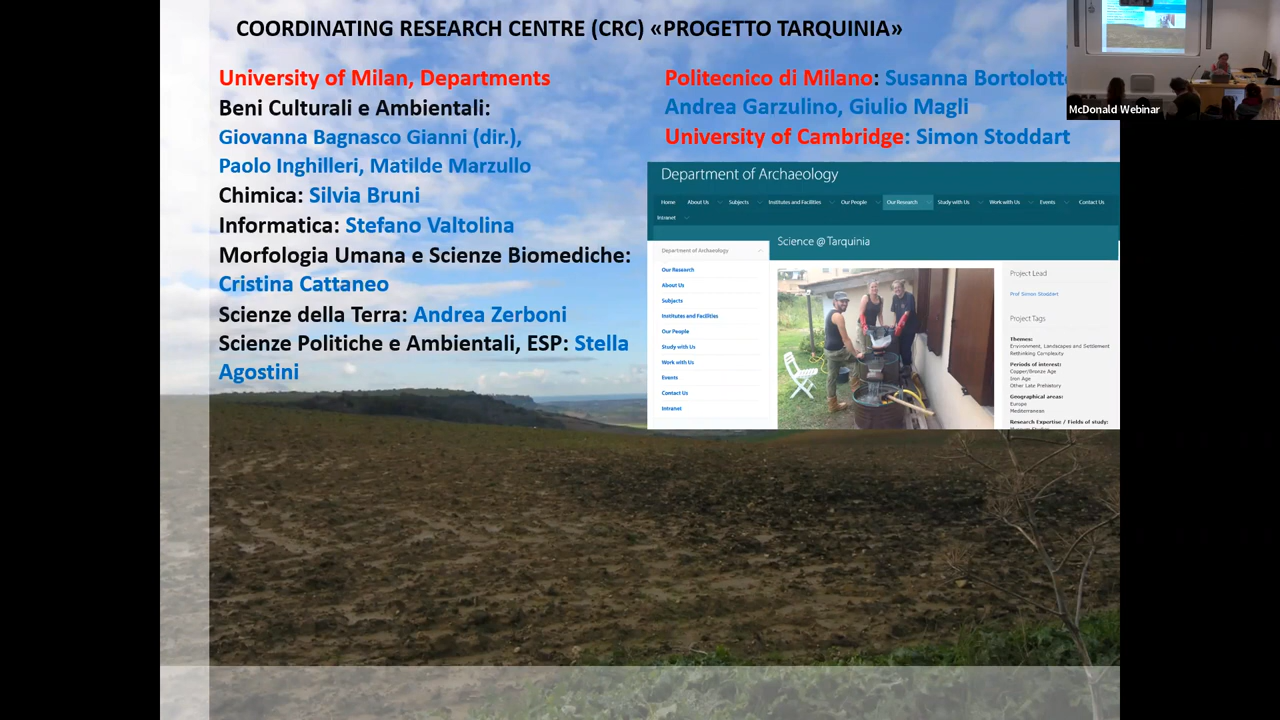 COORDINATING RESEARCH CENTRE (CRC) «PROGETTO TARQUINIA»
University of Milan, Departments
Beni Culturali e Ambientali:
Giovanna Bagnasco Gianni (dir.),
Paolo Inghilleri, Matilde Marzullo
Chimica: Silvia Bruni
Informatica: Stefano Valtolina
Morfologia Umana e Scienze Biomediche:
Cristina Cattaneo
Scienze della Terra: Andrea Zerboni
Scienze Politiche e Ambientali, ESP: Stella
Agostini
Politecnico di Milano: Susanna Bortolott
Andrea Garzulino, Giulio Magli
University of Cambridge: Simon Stoddart
McDonald Webinar
Department of Archaeology
Home About Us Subjects Institutes and Facilities Our People Our Research Study with Us Work with Us Events Contact Us
Intranet
Science @ Tarquinia
Department of Archaeology
Our Research
About Us
Subjects
Institutes and Facilities
Our People
Study with Us
Work with Us
Events
Contact Us
Intranet
Project Lead
Prof Simon Stoddart
Project Tags
Themes:
Environment, Landscapes and Settlement
Rethinking Complexity
Periods of interest:
Copper/Bronze Age
Iron Age
Other Late Prehistory
Geographical areas:
Europe
Mediterranean
Research Expertise / Fields of study: